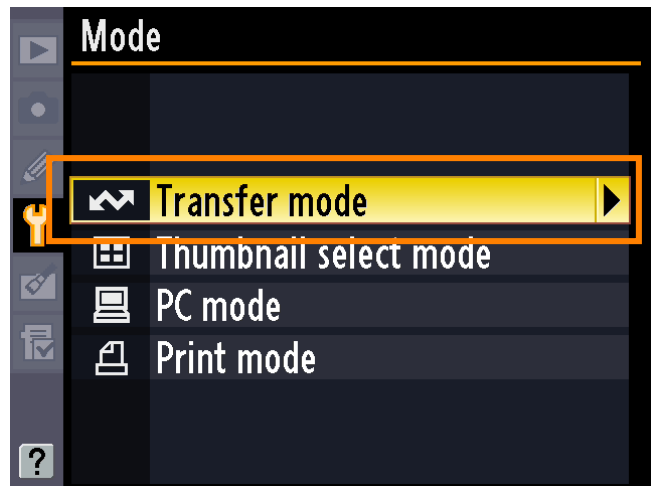 Mode
Transfer mode
Thumbnail select mode
PC mode
Print mode
?